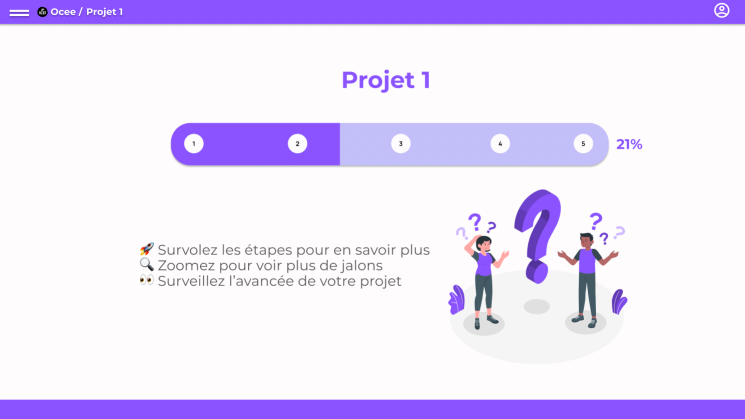 Ocee / Projet 1
Projet 1
1 2 3 4 5 21%
🚀 Survolez les étapes pour en savoir plus
🔍 Zoomez pour voir plus de jalons
👀 Surveillez l'avancée de votre projet
? ? ? ? ? ? ?